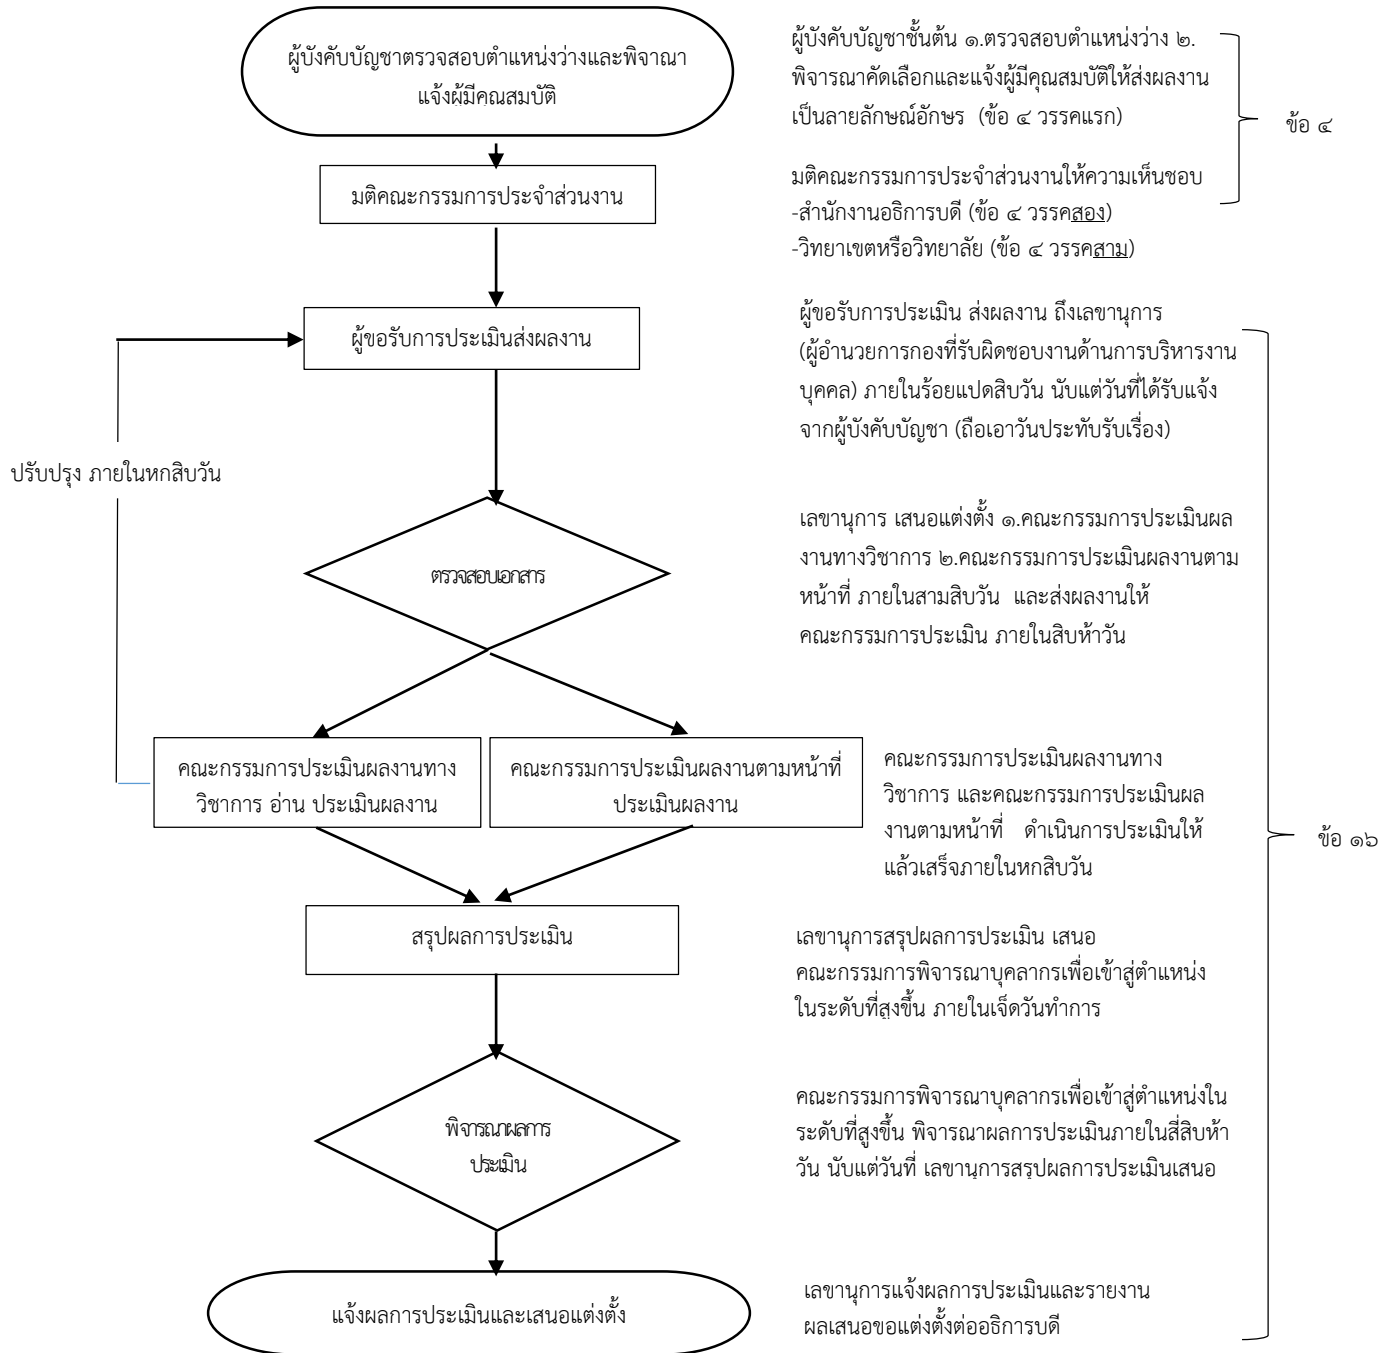 ผู้บังคับบัญชาตรวจสอบตำแหน่งว่างและพิจาณา
แจ้งผู้มีคุณสมบัติ
ผู้บังคับบัญชาชั้นต้น ๑.ตรวจสอบตำแหน่งว่าง ๒.
พิจารณาคัดเลือกและแจ้งผู้มีคุณสมบัติให้ส่งผลงาน
เป็นลายลักษณ์อักษร (ข้อ ๔ วรรคแรก)
ข้อ ๔
มติคณะกรรมการประจำส่วนงาน
มติคณะกรรมการประจำส่วนงานให้ความเห็นชอบ
-สำนักงานอธิการบดี (ข้อ ๔ วรรคสอง)
-วิทยาเขตหรือวิทยาลัย (ข้อ ๔ วรรคสาม)
ผู้ขอรับการประเมินส่งผลงาน
ผู้ขอรับการประเมิน ส่งผลงาน ถึงเลขานุการ
(ผู้อำนวยการกองที่รับผิดชอบงานด้านการบริหารงาน
บุคคล) ภายในร้อยแปดสิบวัน นับแต่วันที่ได้รับแจ้ง
จากผู้บังคับบัญชา (ถือเอาวันประทับรับเรื่อง)
ปรับปรุง ภายในหกสิบวัน
ตรวจสอบเอกสาร
เลขานุการ เสนอแต่งตั้ง ๑.คณะกรรมการประเมินผล
งานทางวิชาการ ๒.คณะกรรมการประเมินผลงานตาม
หน้าที่ ภายในสามสิบวัน และส่งผลงานให้
คณะกรรมการประเมิน ภายในสิบห้าวัน
คณะกรรมการประเมินผลงานทาง
วิชาการ อ่าน ประเมินผลงาน
คณะกรรมการประเมินผลงานตามหน้าที่
ประเมินผลงาน
คณะกรรมการประเมินผลงานทาง
วิชาการ และคณะกรรมการประเมินผล
งานตามหน้าที่ ดำเนินการประเมินให้
แล้วเสร็จภายในหกสิบวัน
ข้อ ๑๖
สรุปผลการประเมิน
เลขานุการสรุปผลการประเมิน เสนอ
คณะกรรมการพิจารณาบุคลากรเพื่อเข้าสู่ตำแหน่ง
ในระดับที่สูงขึ้น ภายในเจ็ดวันทำการ
พิจารณาผลการ
ประเมิน
คณะกรรมการพิจารณาบุคลากรเพื่อเข้าสู่ตำแหน่งใน
ระดับที่สูงขึ้น พิจารณาผลการประเมินภายในสี่สิบห้า
วัน นับแต่วันที่ เลขานุการสรุปผลการประเมินเสนอ
แจ้งผลการประเมินและเสนอแต่งตั้ง
เลขานุการแจ้งผลการประเมินและรายงาน
ผลเสนอขอแต่งตั้งต่ออธิการบดี